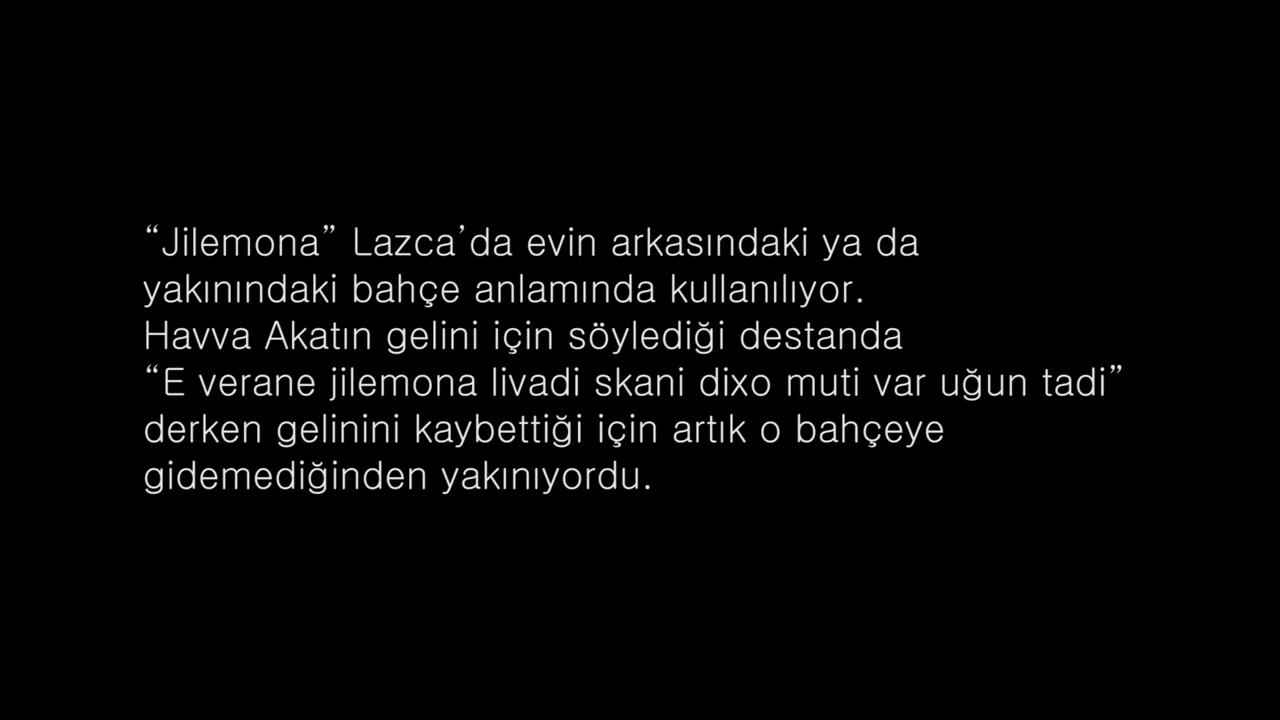 “Jilemona” Lazca’da evin arkasındaki ya da
yakınındaki bahçe anlamında kullanılıyor.
Havva Akatın gelini için söylediği destanda
“E verane jilemona livadi skani dixo muti var uğun tadi”
derken gelinini kaybettiği için artık o bahçeye
gidemediğinden yakınıyordu.